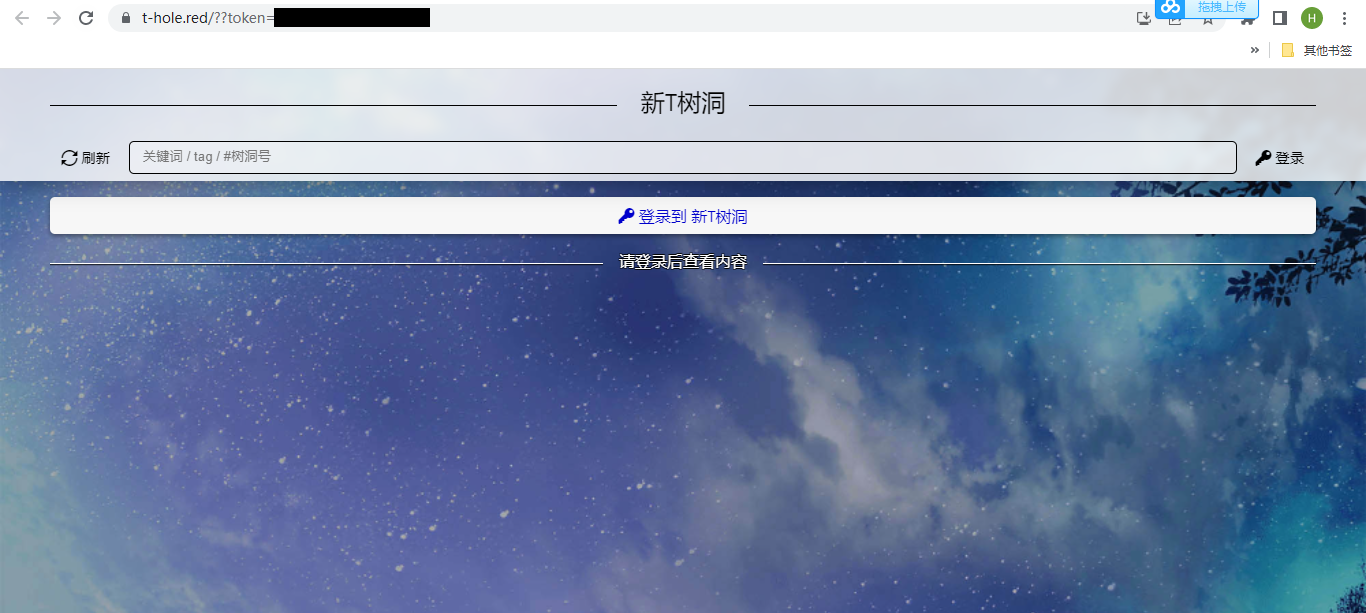 t-hole.red/??token=
拖拽上传
H
» 其他书签
新T树洞
刷新 关键词 / tag / #树洞号 登录
登录到 新T树洞
请登录后查看内容